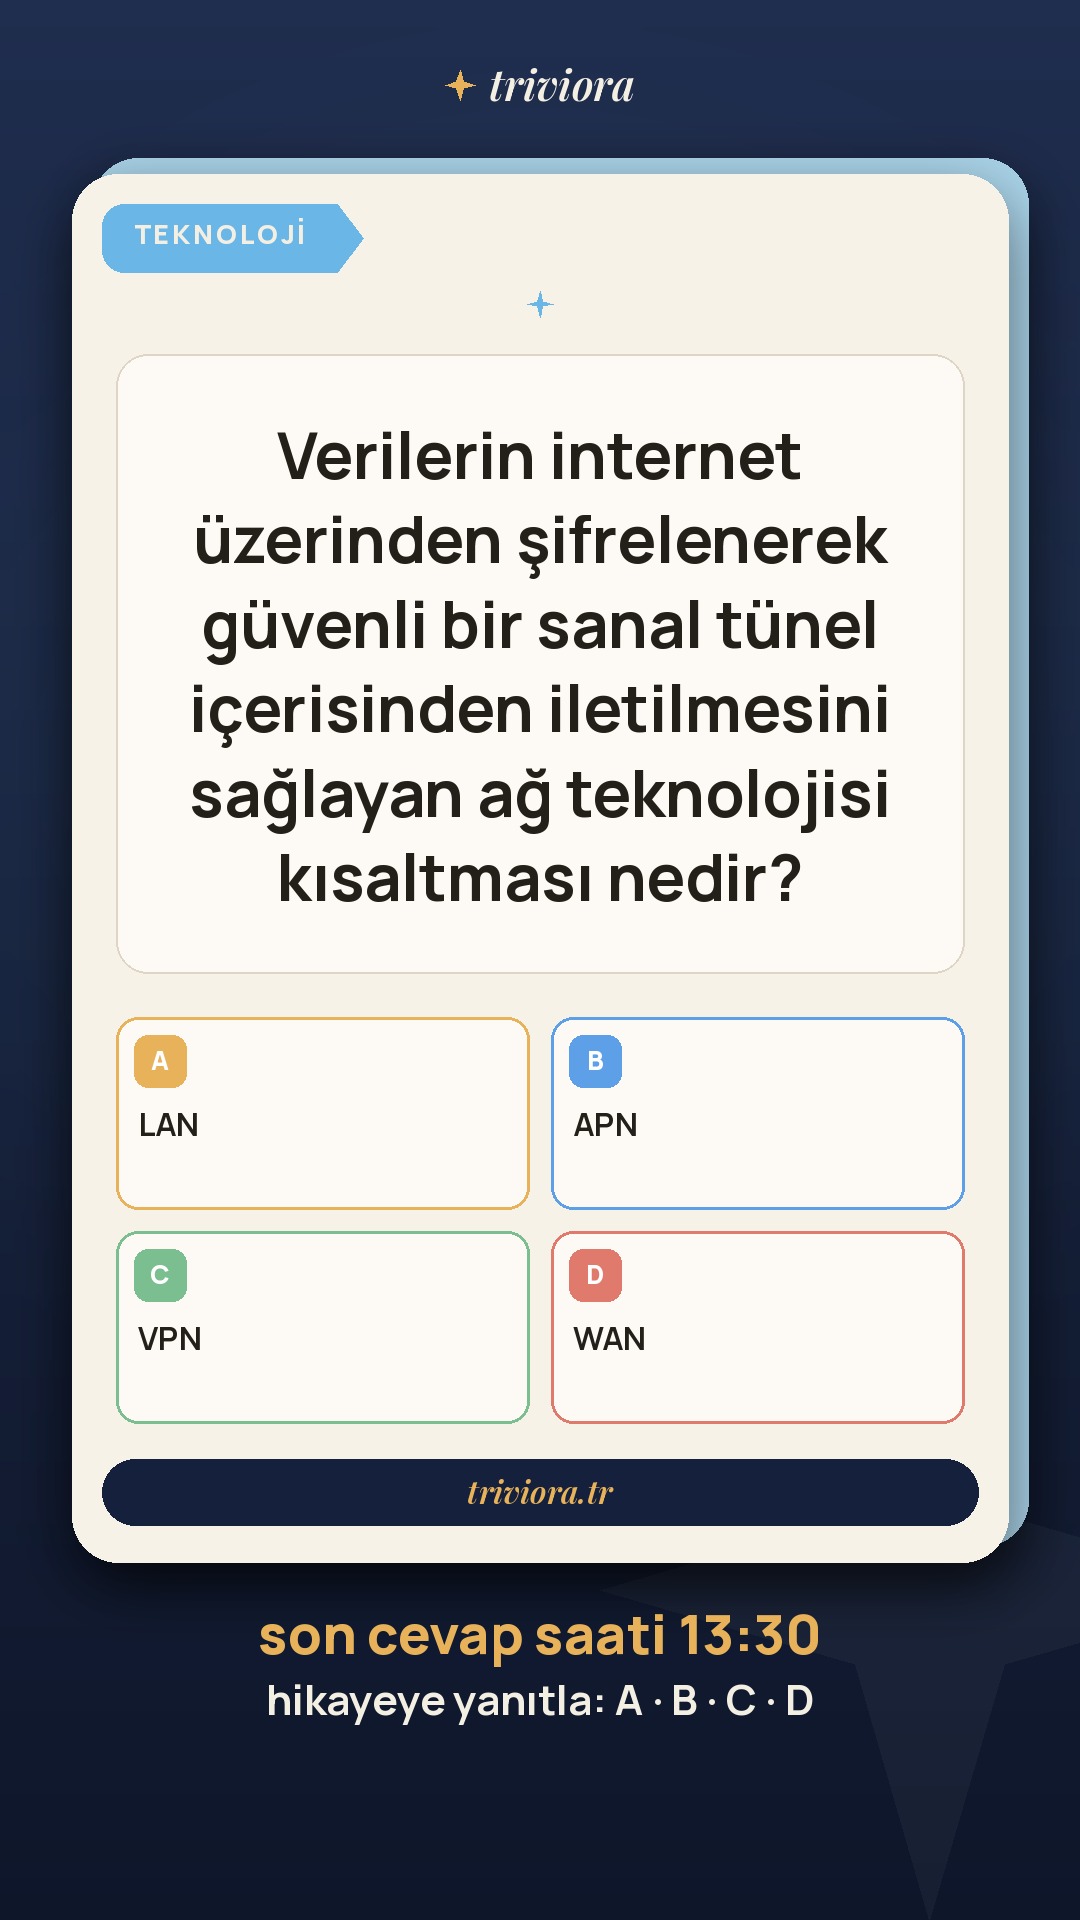 triviora
TEKNOLOJİ
Verilerin internet
üzerinden şifrelenerek
güvenli bir sanal tünel
içerisinden iletilmesini
sağlayan ağ teknolojisi
kısaltması nedir?
A
LAN
B
APN
C
VPN
D
WAN
triviora.tr
son cevap saati 13:30
hikayeye yanıtla: A · B · C · D